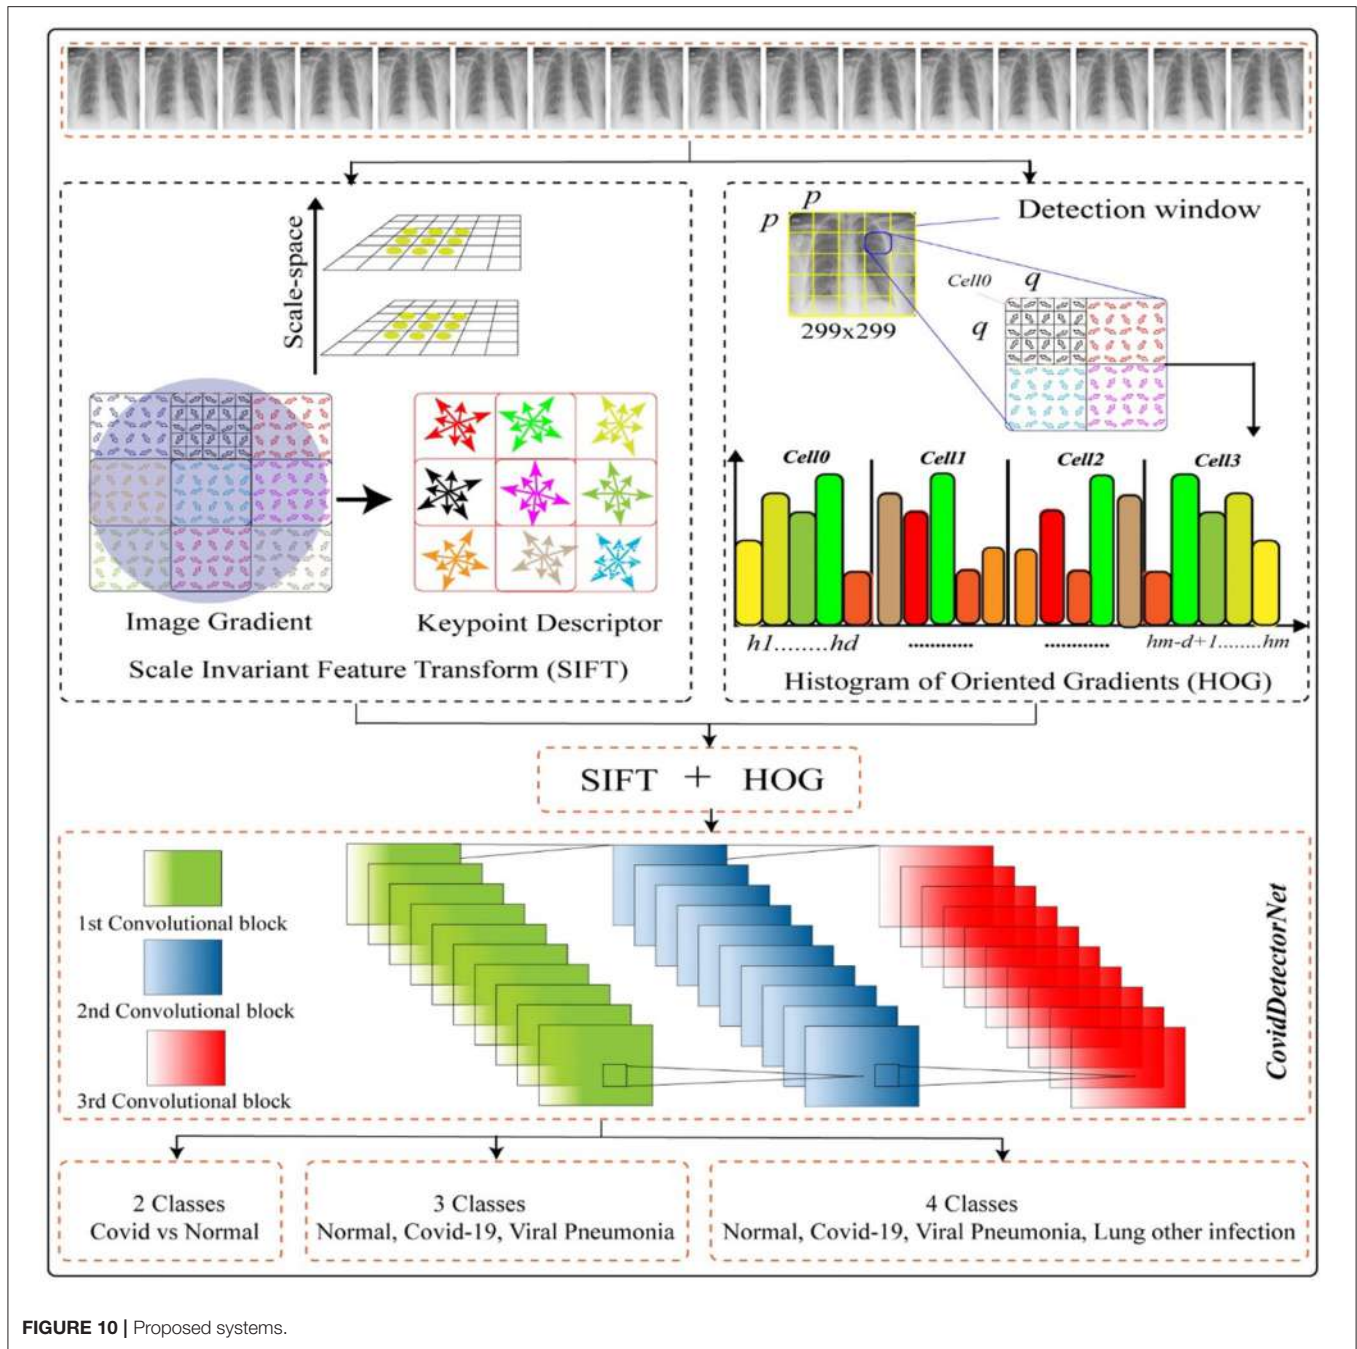 Scale-space
Image Gradient
Keypoint Descriptor
Scale Invariant Feature Transform (SIFT)
p
p
Detection window
299x299
Cell0
q
q
Cell0
Cell1
Cell2
Cell3
h1........hd
............
............
hm-d+1........hm
Histogram of Oriented Gradients (HOG)
SIFT + HOG
1st Convolutional block
2nd Convolutional block
3rd Convolutional block
CovidDetectorNet
2 Classes
Covid vs Normal
3 Classes
Normal, Covid-19, Viral Pneumonia
4 Classes
Normal, Covid-19, Viral Pneumonia, Lung other infection
FIGURE 10 | Proposed systems.